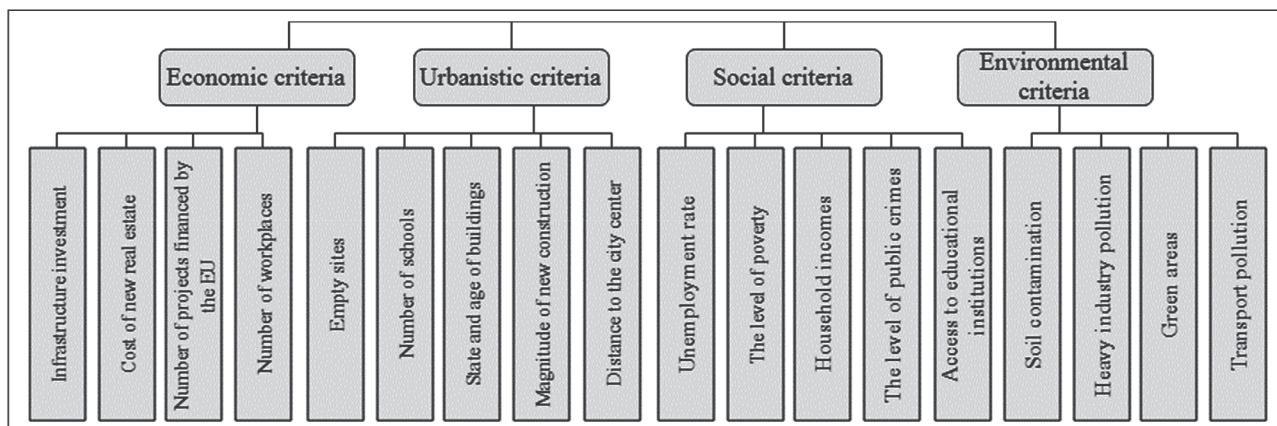 Economic criteria
Urbanistic criteria
Social criteria
Environmental
criteria
Infrastructure investment
Cost of new real estate
Number of projects financed by
the EU
Number of workplaces
Empty sites
Number of schools
State and age of buildings
Magnitude of new construction
Distance to the city center
Unemployment rate
The level of poverty
Household incomes
The level of public crimes
Access to educational
institutions
Soil contamination
Heavy industry pollution
Green areas
Transport pollution